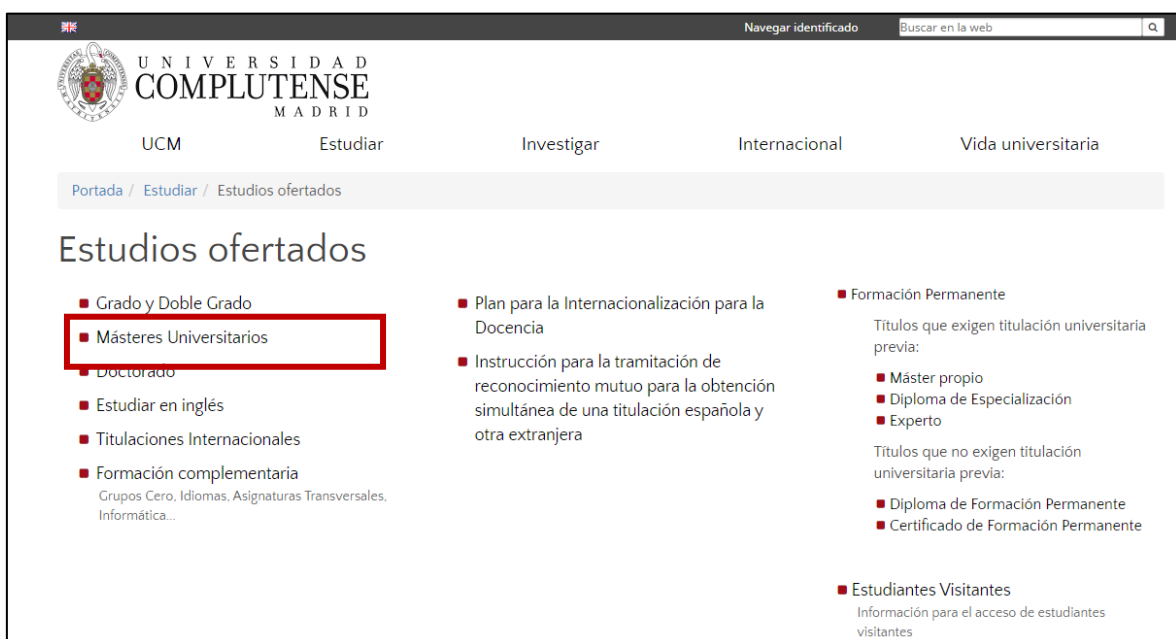 Navegar identificado
Buscar en la web
UNIVERSIDAD
COMPLUTENSE
MADRID
UCM
Estudiar
Investigar
Internacional
Vida universitaria
Portada / Estudiar / Estudios ofertados
Estudios ofertados
Grado y Doble Grado
Másteres Universitarios
Doctorado
Estudiar en inglés
Titulaciones Internacionales
Formación complementaria
Grupos Cero, Idiomas, Asignaturas Transversales,
Informática...
Plan para la Internacionalización para la
Docencia
Instrucción para la tramitación de
reconocimiento mutuo para la obtención
simultánea de una titulación española y
otra extranjera
Formación Permanente
Títulos que exigen titulación universitaria
previa:
Máster propio
Diploma de Especialización
Experto
Títulos que no exigen titulación
universitaria previa:
Diploma de Formación Permanente
Certificado de Formación Permanente
Estudiantes Visitantes
Información para el acceso de estudiantes
visitantes